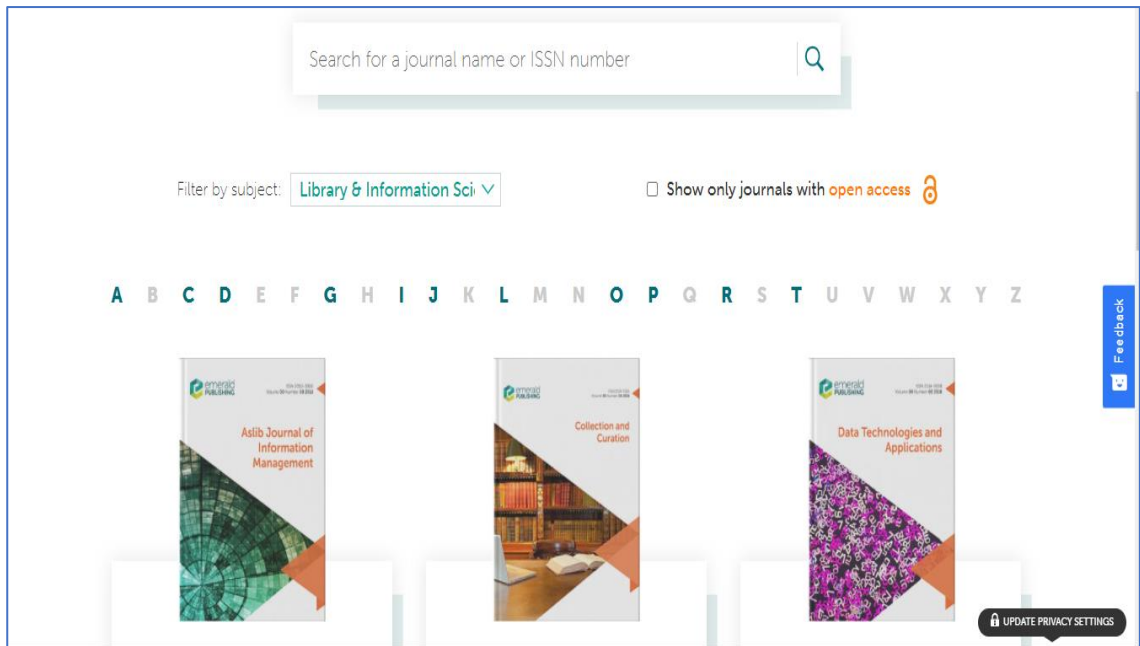 Search for a journal name or ISSN number
Filter by subject: Library & Information Sci
Show only journals with open access
A B C D E F G H I J K L M N O P Q R S T U V W X Y Z
Feedback
emerald
PUBLISHING
Aslib Journal of
Information
Management
emerald
PUBLISHING
Collection and
Curation
emerald
PUBLISHING
Data Technologies and
Applications
UPDATE PRIVACY SETTINGS